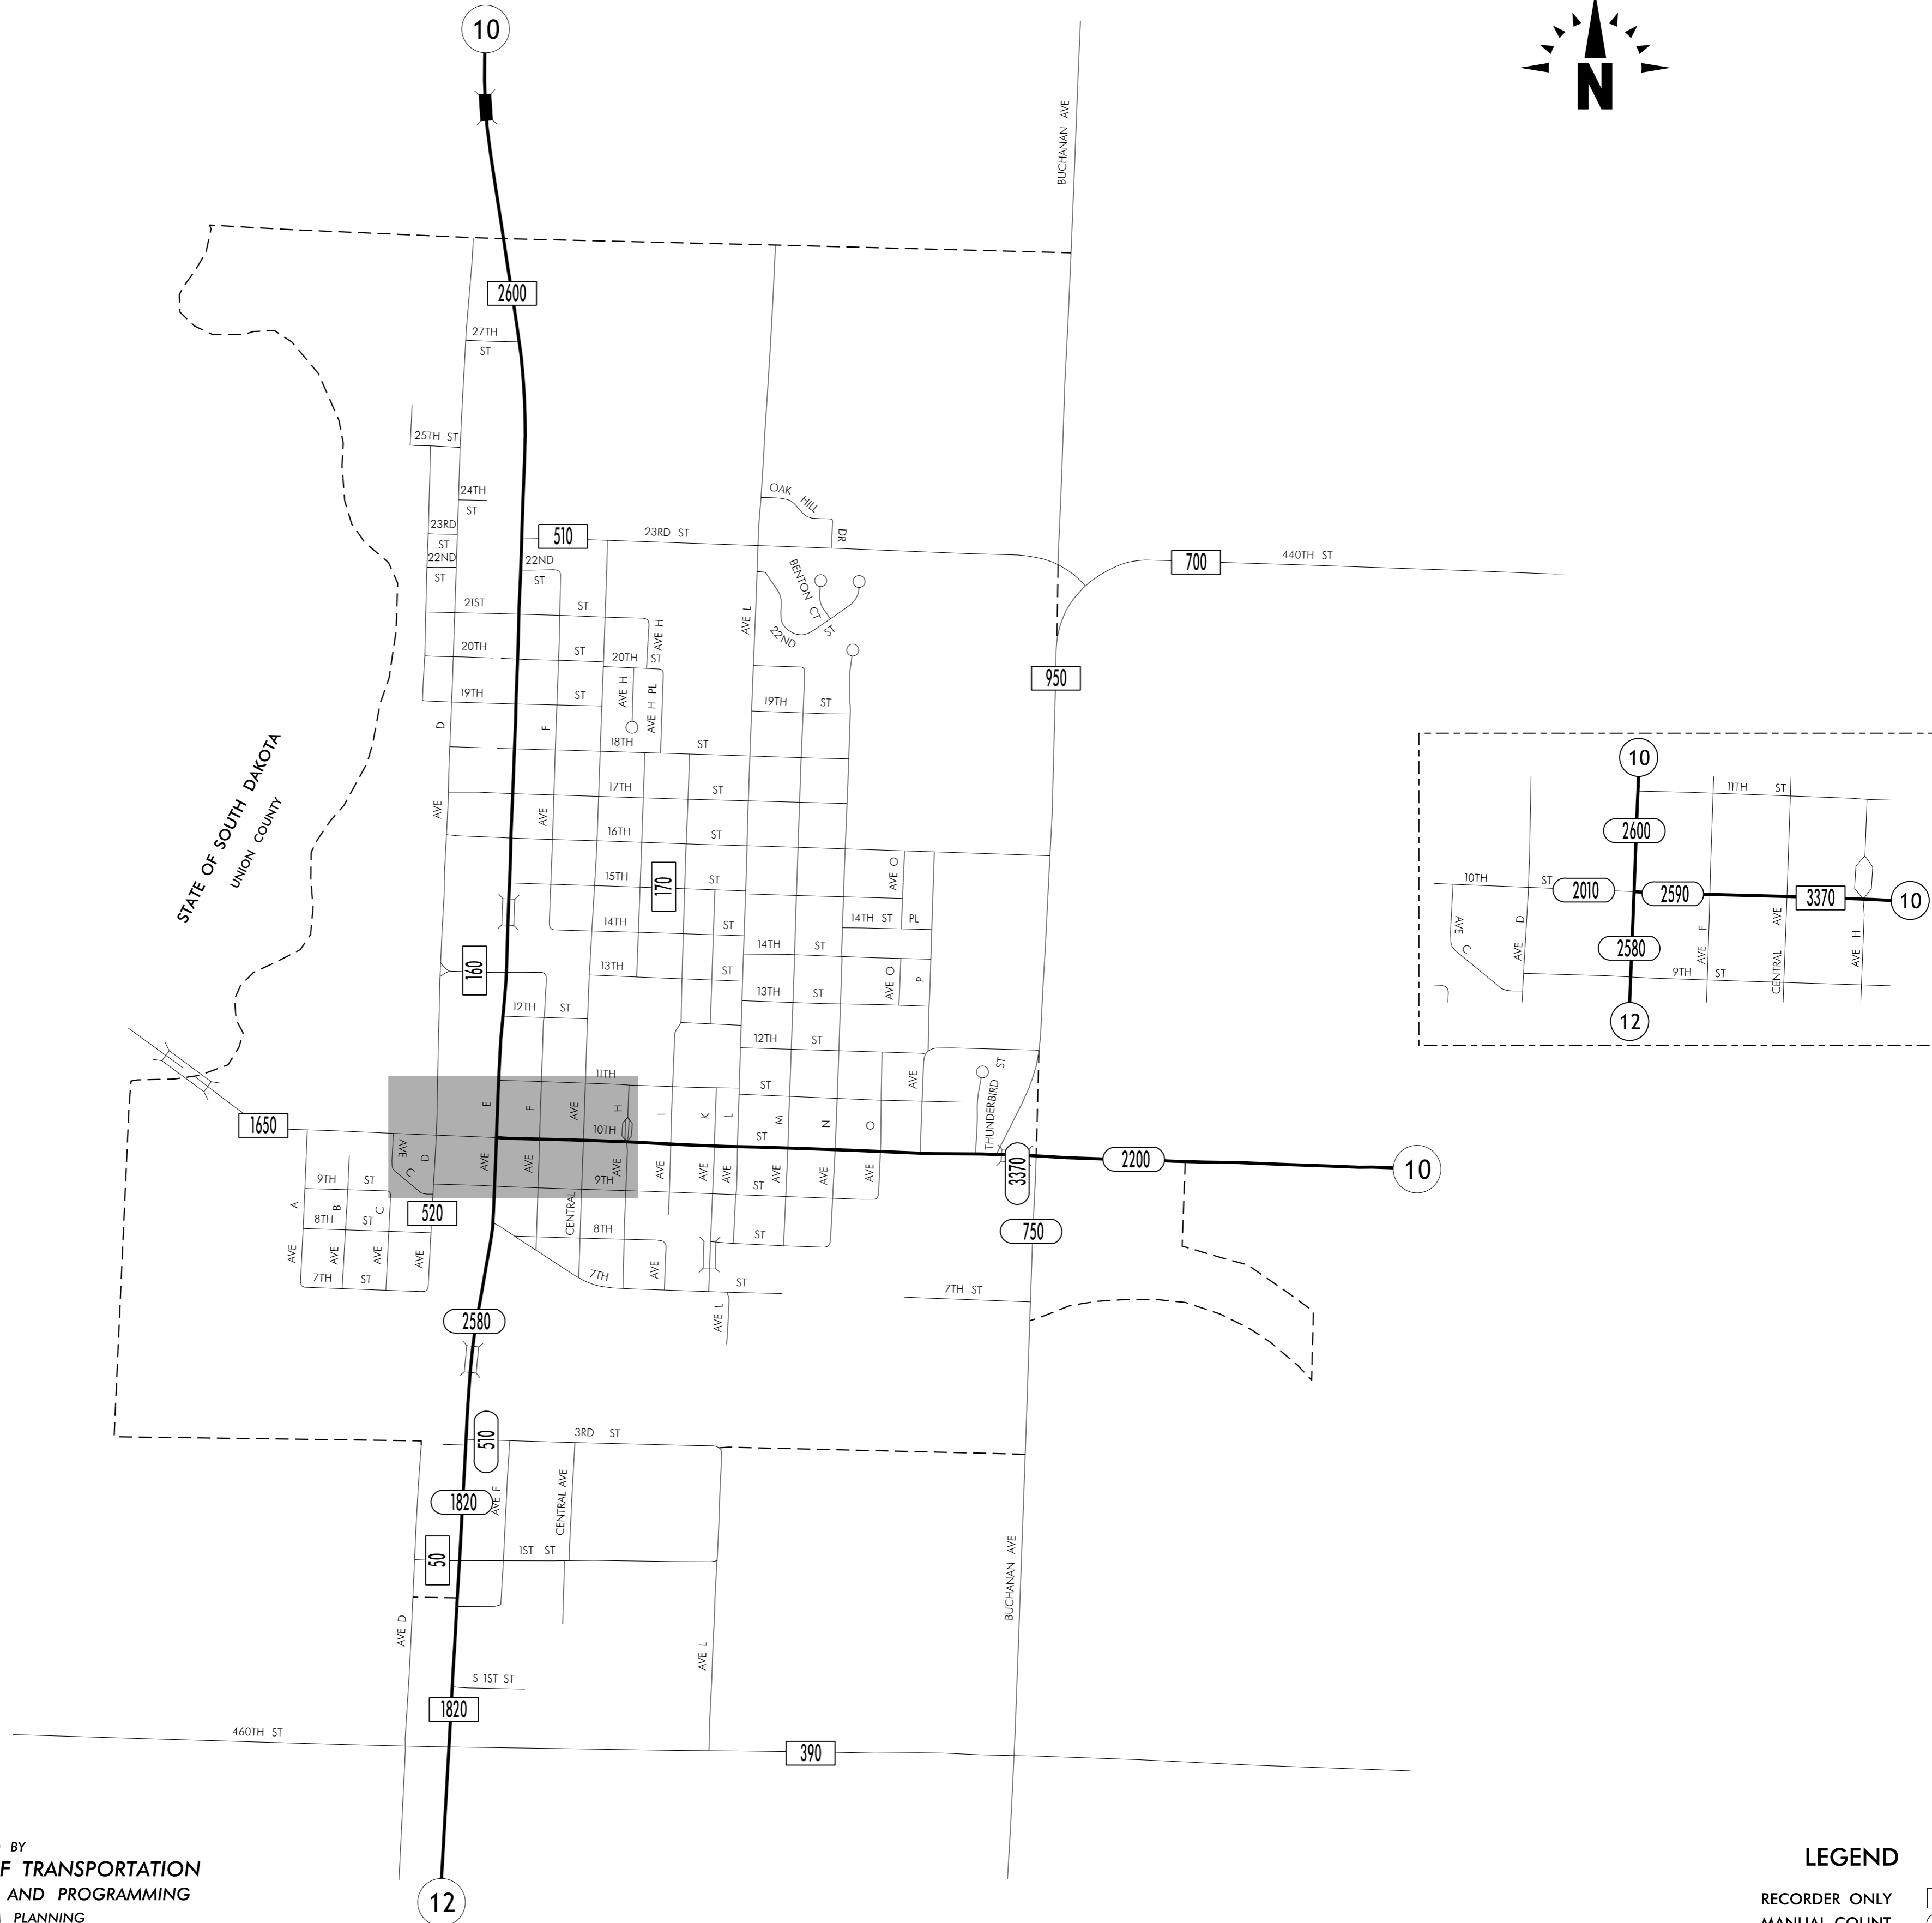 10
N
BUCHANAN AVE
2600
27TH
ST
25TH ST
24TH
ST
23RD
ST
22ND
ST
510
23RD ST
OAK HILL DR
700
440TH ST
22ND
ST
BENTON CT
22ND ST
21ST ST
AVE H
AVE L
20TH ST
20TH ST
950
19TH ST
AVE H
AVE H PL
19TH ST
AVE D
AVE F
18TH ST
17TH ST
16TH ST
STATE OF SOUTH DAKOTA
UNION COUNTY
15TH ST
170
AVE O
14TH ST
14TH ST PL
14TH ST
160
13TH ST
AVE O
AVE P
13TH ST
12TH ST
12TH ST
11TH ST
THUNDERBIRD ST
1650
AVE C
AVE D
AVE E
AVE F
CENTRAL AVE
AVE H
AVE I
AVE K
AVE L
AVE M
AVE N
AVE O
10TH ST
3370
2200
10
9TH ST
9TH ST
AVE A
AVE B
AVE C
AVE
520
8TH ST
8TH ST
AVE
750
7TH ST
7TH ST
7TH ST
AVE L
2580
510
3RD ST
1820
AVE F
CENTRAL AVE
50
1ST ST
BUCHANAN AVE
AVE D
AVE L
S 1ST ST
1820
460TH ST
390
12
10
11TH ST
2600
10TH ST
2010
2590
3370
10
AVE C
AVE D
2580
AVE F
CENTRAL AVE
AVE H
9TH ST
12
BY
F TRANSPORTATION
AND PROGRAMMING
PLANNING
LEGEND
RECORDER ONLY
MANUAL COUNT